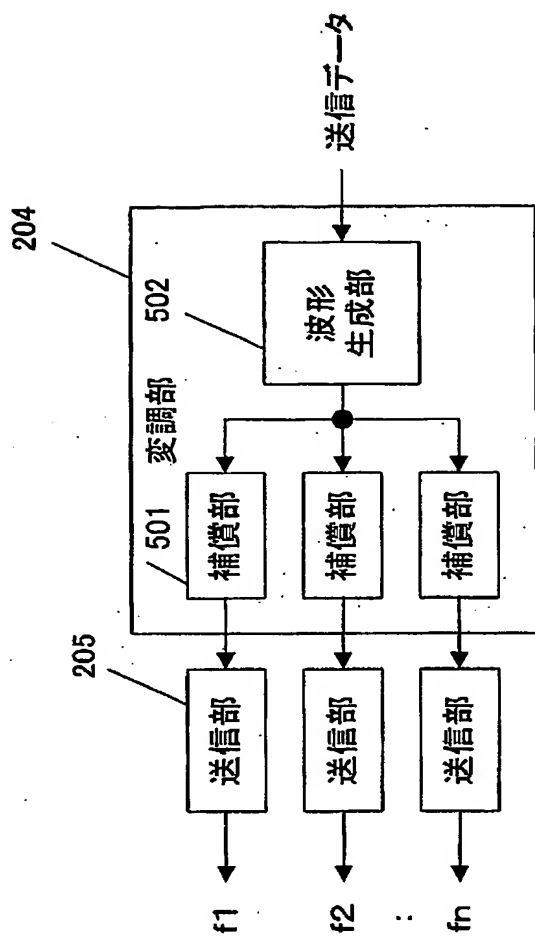 204
送信データ
502
波形
生成部
変調部
501
補償部
補償部
補償部
205
送信部
送信部
送信部
f1
f2
:
fn